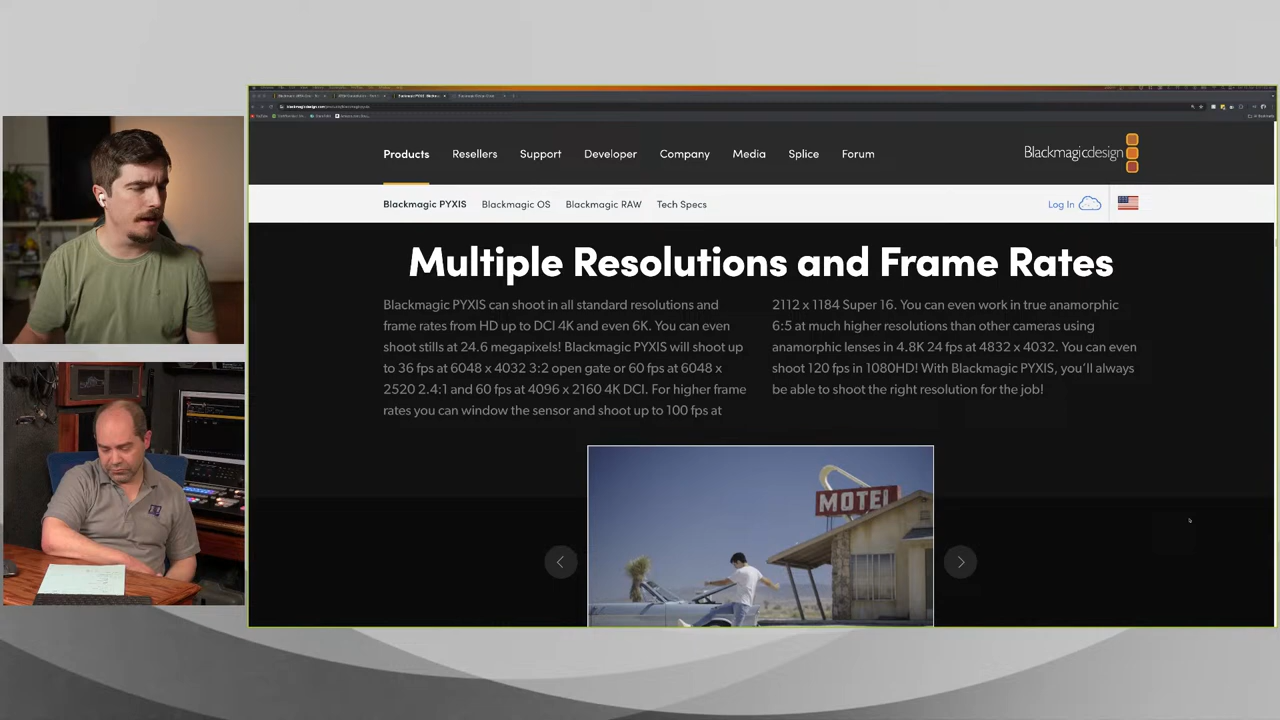 Products Resellers Support Developer Company Media Splice Forum Blackmagicdesign
Blackmagic PYXIS Blackmagic OS Blackmagic RAW Tech Specs Log In
Multiple Resolutions and Frame Rates
Blackmagic PYXIS can shoot in all standard resolutions and
frame rates from HD up to DCI 4K and even 6K. You can even
shoot stills at 24.6 megapixels! Blackmagic PYXIS will shoot up
to 36 fps at 6048 x 4032 3:2 open gate or 60 fps at 6048 x
2520 2.4:1 and 60 fps at 4096 x 2160 4K DCI. For higher frame
rates you can window the sensor and shoot up to 100 fps at
2112 x 1184 Super 16. You can even work in true anamorphic
6:5 at much higher resolutions than other cameras using
anamorphic lenses in 4.8K 24 fps at 4832 x 4032. You can even
shoot 120 fps in 1080HD! With Blackmagic PYXIS, you'll always
be able to shoot the right resolution for the job!
MOTEL